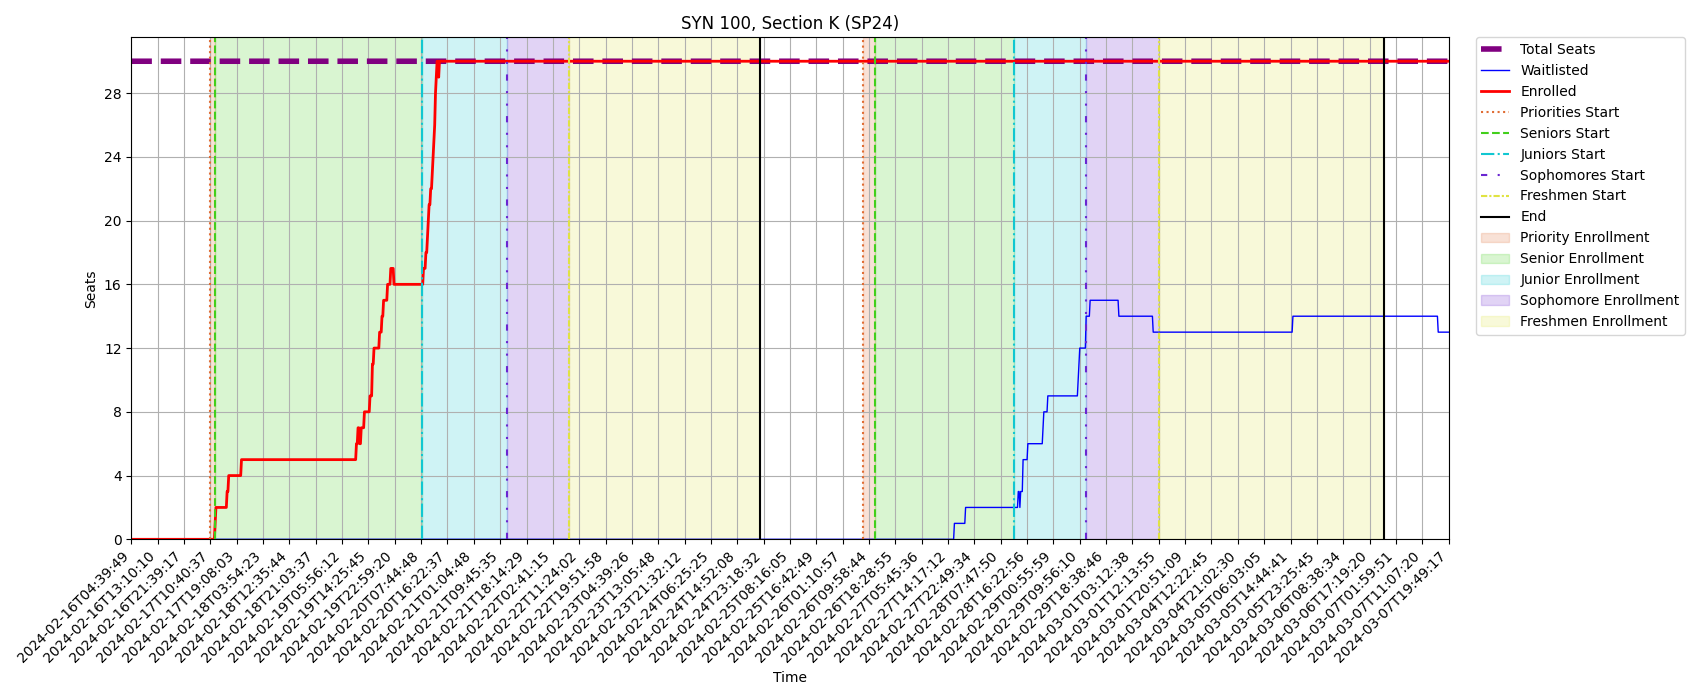 SYN 100, Section K (SP24)
Total Seats
Waitlisted
Enrolled
Priorities Start
Seniors Start
Juniors Start
Sophomores Start
Freshmen Start
End
Priority Enrollment
Senior Enrollment
Junior Enrollment
Sophomore Enrollment
Freshmen Enrollment
Seats
28
24
20
16
12
8
4
0
2024-02-16T04:39:49
2024-02-16T13:10:10
2024-02-16T21:39:17
2024-02-17T10:40:37
2024-02-17T19:08:03
2024-02-18T03:54:23
2024-02-18T12:35:44
2024-02-18T21:03:37
2024-02-19T05:56:12
2024-02-19T14:25:45
2024-02-19T22:59:20
2024-02-20T07:44:48
2024-02-20T16:22:37
2024-02-21T01:04:48
2024-02-21T09:45:35
2024-02-21T18:14:29
2024-02-22T02:41:15
2024-02-22T11:24:02
2024-02-22T19:51:58
2024-02-23T04:39:26
2024-02-23T13:05:48
2024-02-23T21:32:12
2024-02-24T06:25:25
2024-02-24T14:52:08
2024-02-24T23:18:32
2024-02-25T08:16:05
2024-02-25T16:42:49
2024-02-26T01:10:57
2024-02-26T09:58:44
2024-02-26T18:28:55
2024-02-27T05:45:36
2024-02-27T14:17:12
2024-02-27T22:49:34
2024-02-28T07:47:50
2024-02-28T16:22:56
2024-02-29T00:55:59
2024-02-29T09:56:10
2024-02-29T18:38:46
2024-03-01T03:12:38
2024-03-01T12:13:55
2024-03-01T20:51:09
2024-03-04T12:22:45
2024-03-04T21:02:30
2024-03-05T06:03:05
2024-03-05T14:44:41
2024-03-05T23:25:45
2024-03-06T08:38:34
2024-03-06T17:19:20
2024-03-07T01:59:51
2024-03-07T11:07:20
2024-03-07T19:49:17
Time